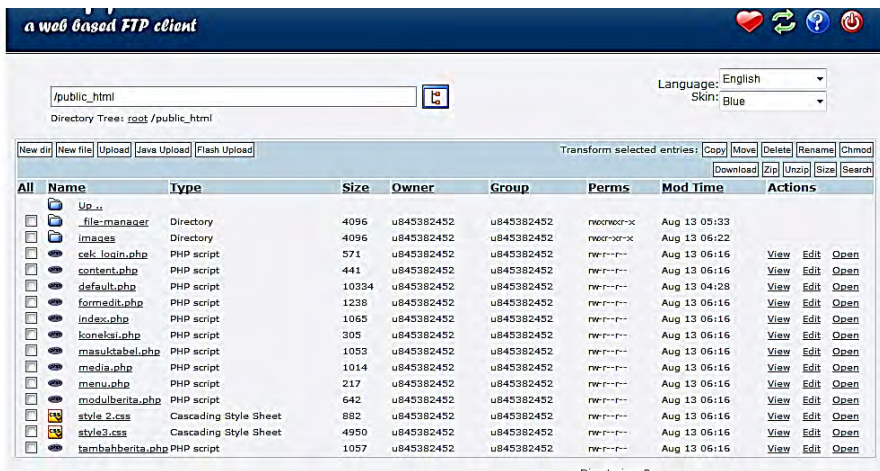 a web based FTP client
Language: English
/public_html
Skin: Blue
Directory Tree: root /public_html
New dir New file Upload Java Upload Flash Upload Transform selected entries: Copy Move Delete Rename Chmod
Download Zip Unzip Size Search
All Name Type Size Owner Group Perms Mod Time Actions
Up ..
_file-manager Directory 4096 u845382452 u845382452 rwxrwxr-x Aug 13 05:33
images Directory 4096 u845382452 u845382452 rwxr-xr-x Aug 13 06:22
cek_login.php PHP script 571 u845382452 u845382452 rw-r--r-- Aug 13 06:16 View Edit Open
content.php PHP script 441 u845382452 u845382452 rw-r--r-- Aug 13 06:16 View Edit Open
default.php PHP script 10334 u845382452 u845382452 rw-r--r-- Aug 13 04:28 View Edit Open
formedit.php PHP script 1238 u845382452 u845382452 rw-r--r-- Aug 13 06:16 View Edit Open
index.php PHP script 1065 u845382452 u845382452 rw-r--r-- Aug 13 06:16 View Edit Open
koneksi.php PHP script 305 u845382452 u845382452 rw-r--r-- Aug 13 06:16 View Edit Open
masuktabel.php PHP script 1053 u845382452 u845382452 rw-r--r-- Aug 13 06:16 View Edit Open
media.php PHP script 1014 u845382452 u845382452 rw-r--r-- Aug 13 06:16 View Edit Open
menu.php PHP script 217 u845382452 u845382452 rw-r--r-- Aug 13 06:16 View Edit Open
modulberita.php PHP script 642 u845382452 u845382452 rw-r--r-- Aug 13 06:16 View Edit Open
style 2.css Cascading Style Sheet 882 u845382452 u845382452 rw-r--r-- Aug 13 06:16 View Edit Open
style3.css Cascading Style Sheet 4950 u845382452 u845382452 rw-r--r-- Aug 13 06:16 View Edit Open
tambahberita.php PHP script 1057 u845382452 u845382452 rw-r--r-- Aug 13 06:16 View Edit Open